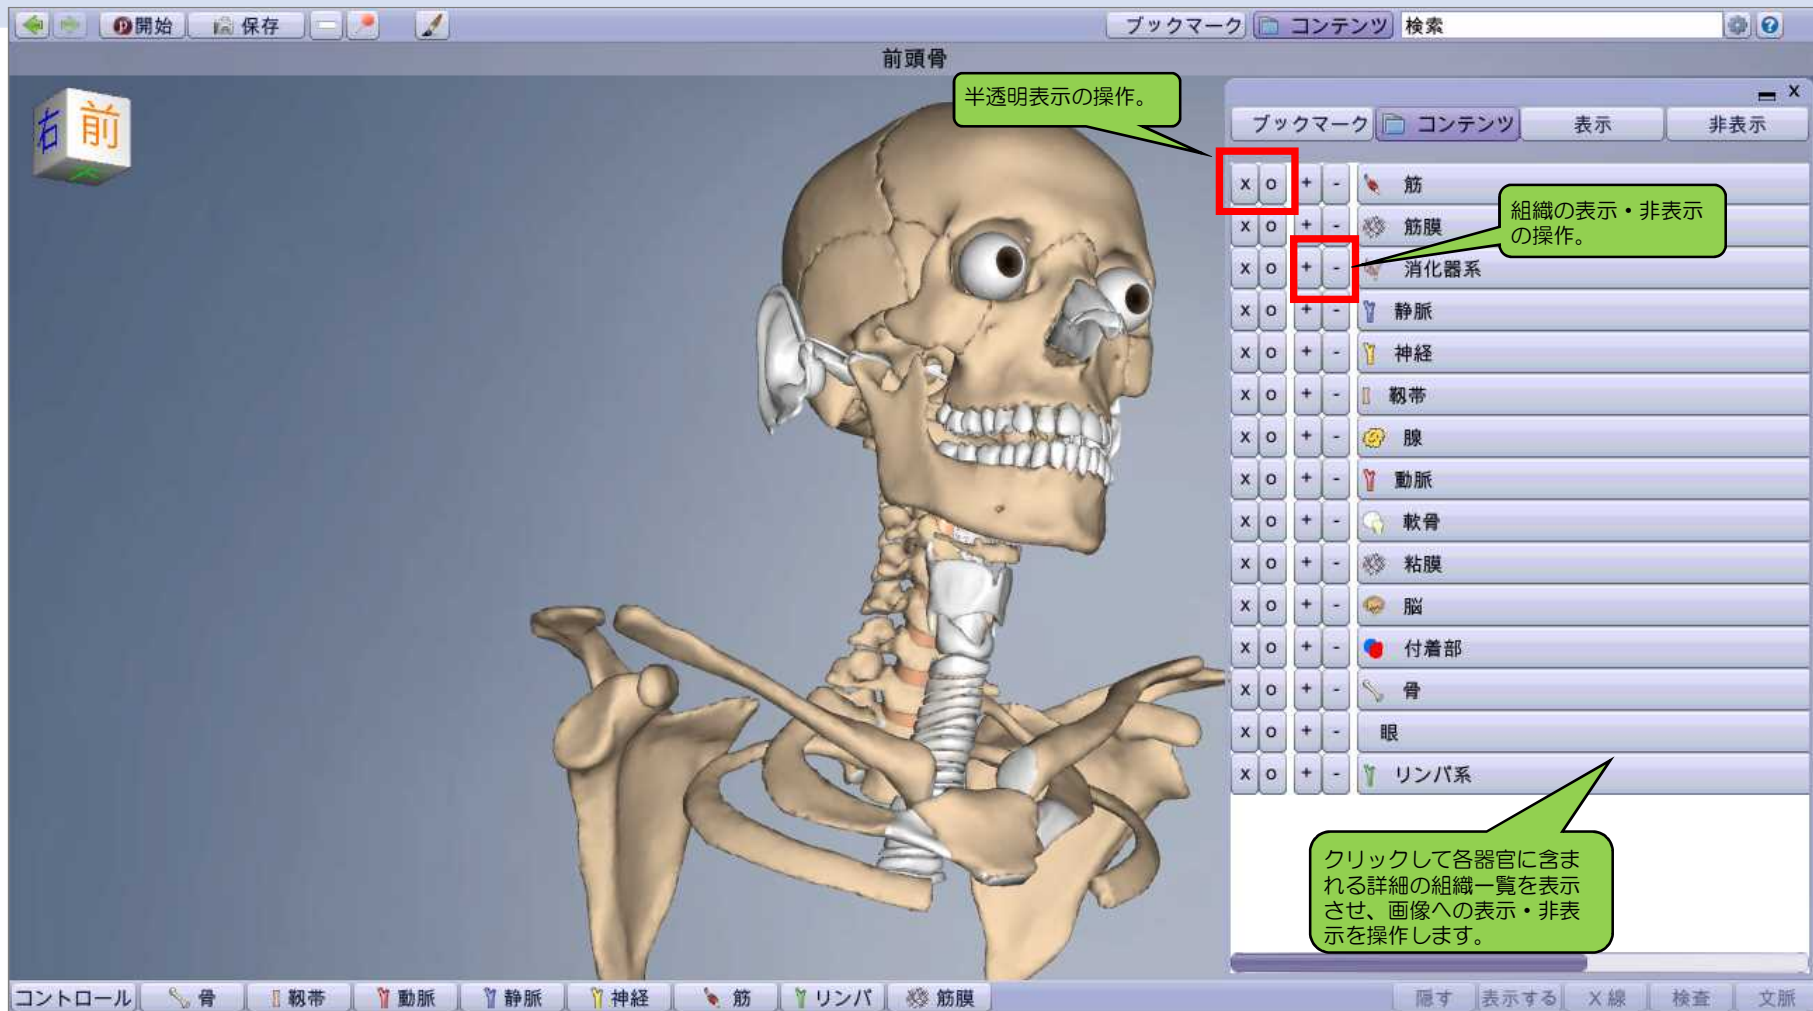 開始 保存 ブックマーク コンテンツ 検索
前頭骨
右 前
半透明表示の操作。
ブックマーク コンテンツ 表示 非表示
x o + - 筋
x o + - 筋膜
組織の表示・非表示
の操作。
x o + - 消化器系
x o + - 静脈
x o + - 神経
x o + - 靱帯
x o + - 腺
x o + - 動脈
x o + - 軟骨
x o + - 粘膜
x o + - 脳
x o + - 付着部
x o + - 骨
x o + - 眼
x o + - リンパ系
クリックして各器官に含ま
れる詳細の組織一覧を表示
させ、画像への表示・非表
示を操作します。
コントロール 骨 靱帯 動脈 静脈 神経 筋 リンパ 筋膜 隠す 表示する X線 検査 文脈